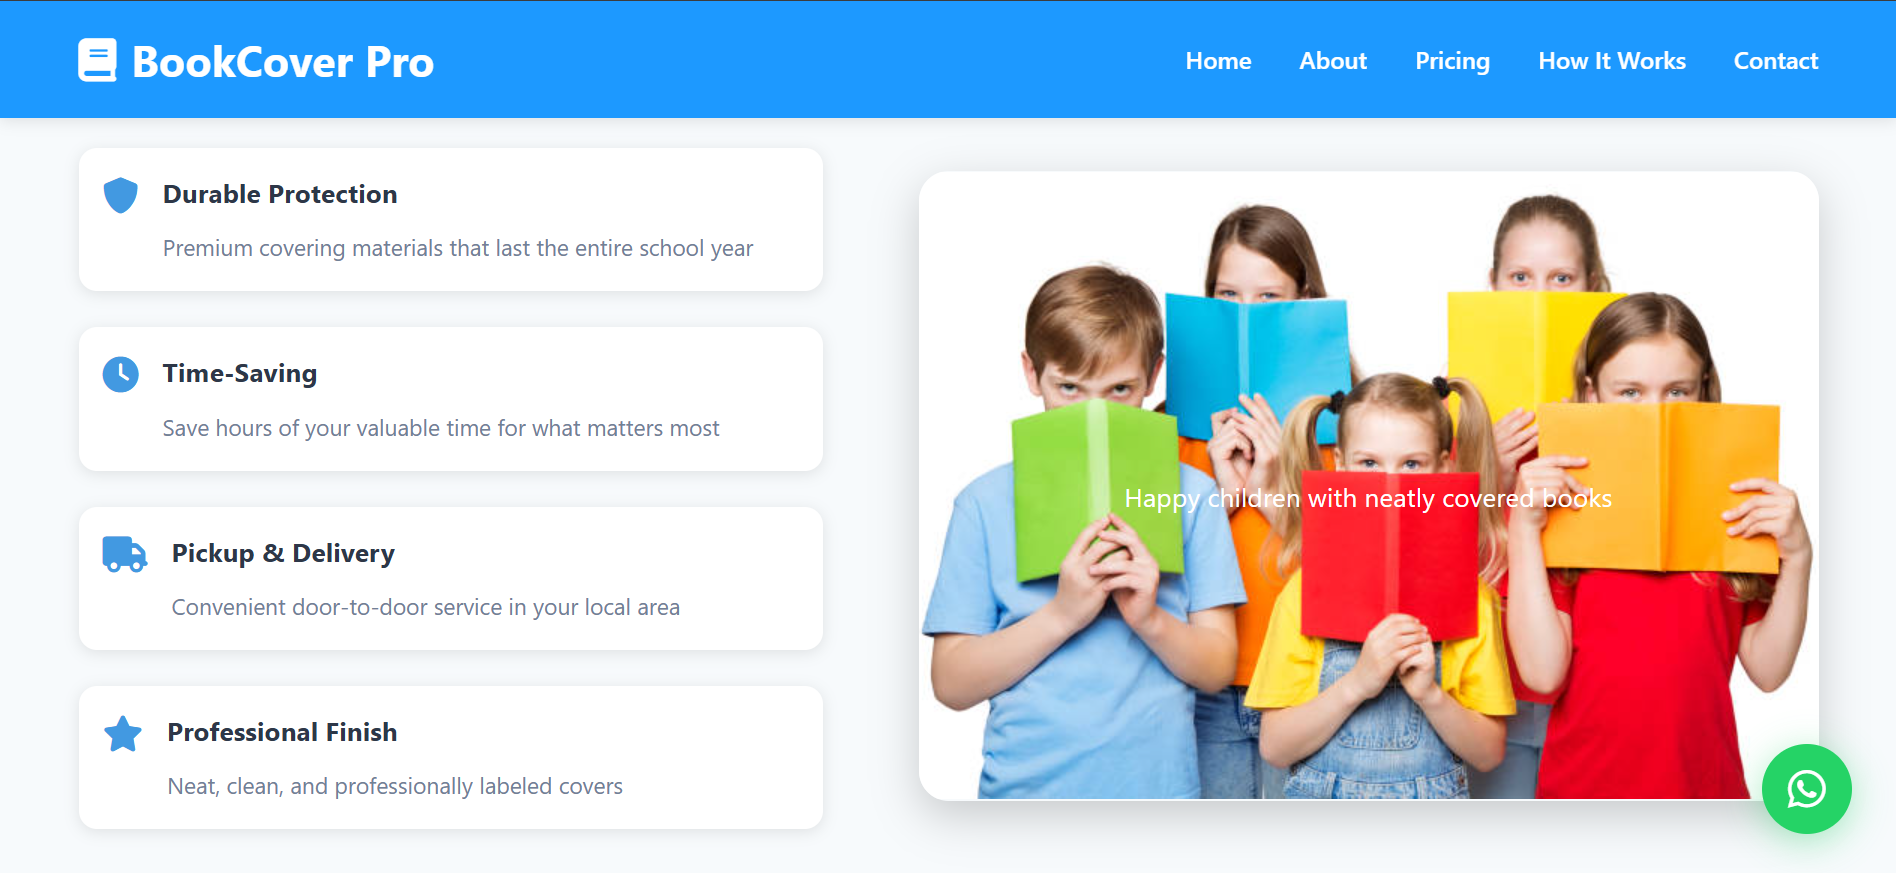 BookCover Pro
Home
About
Pricing
How It Works
Contact
Durable Protection
Premium covering materials that last the entire school year
Time-Saving
Save hours of your valuable time for what matters most
Pickup & Delivery
Convenient door-to-door service in your local area
Professional Finish
Neat, clean, and professionally labeled covers
Happy children with neatly covered books